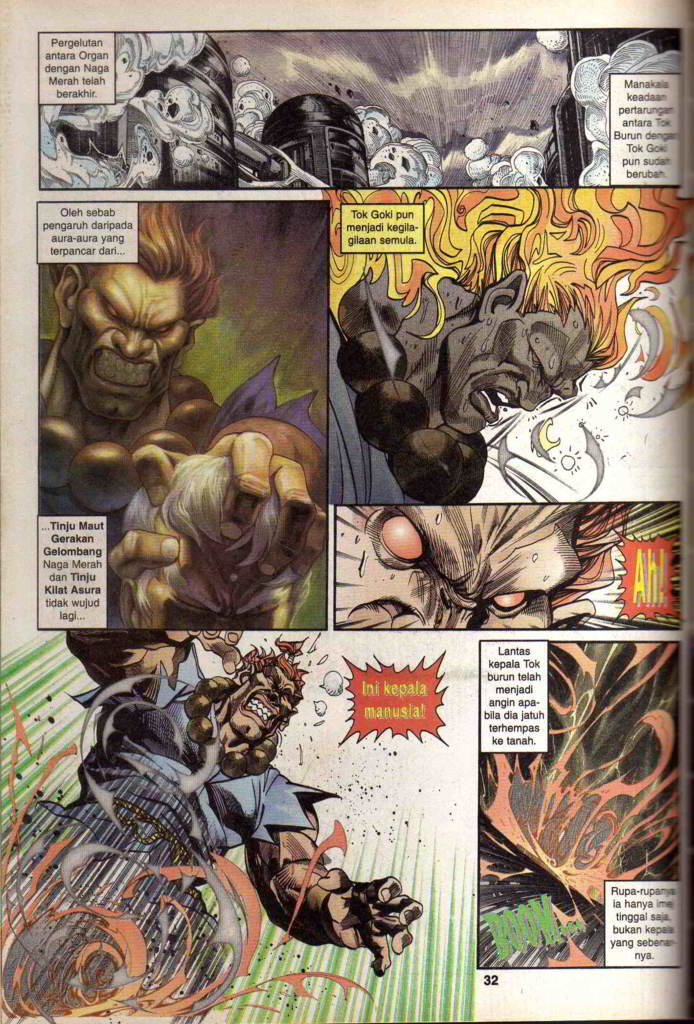 Pergelutan
antara Organ
dengan Naga
Merah telah
berakhir.
Manakala
keadaan
pertarungan
antara Tok
Burun dengan
Tok Goki
pun sudah
berubah.
Oleh sebab
pengaruh daripada
aura-aura yang
terpancar dari...
Tok Goki pun
menjadi kegila-
gilaan semula.
...Tinju Maut
Gerakan
Gelombang
Naga Merah
dan Tinju
Kilat Asura
tidak wujud
lagi...
Ah!
Ini kepala
manusia!
Lantas
kepala Tok
burun telah
menjadi
angin apa-
bila dia jatuh
terhempas
ke tanah.
BOOM...
Rupa-rupanya
ia hanya imej
tinggal saja,
bukan kepala
yang sebenar-
nya.
32